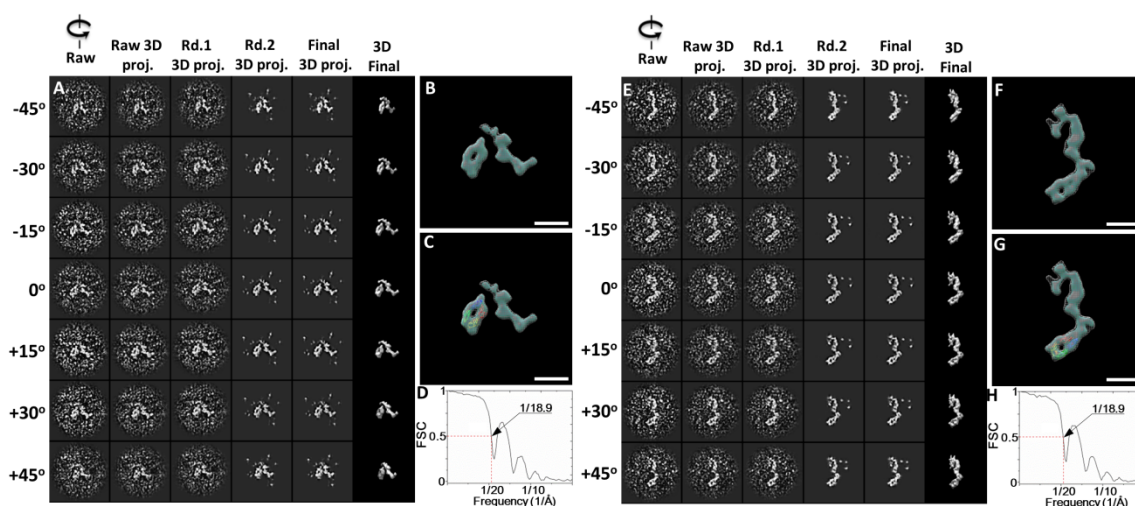 Raw
Raw 3D proj.
Rd.1 3D proj.
Rd.2 3D proj.
Final 3D proj.
3D Final
A
-45º
-30º
-15º
0º
+15º
+30º
+45º
B
C
D
1/18.9
1
0.5
0
FSC
1/20
1/10
Frequency (1/Å)
Raw
Raw 3D proj.
Rd.1 3D proj.
Rd.2 3D proj.
Final 3D proj.
3D Final
E
-45º
-30º
-15º
0º
+15º
+30º
+45º
F
G
H
1/18.9
1
0.5
0
FSC
1/20
1/10
Frequency (1/Å)